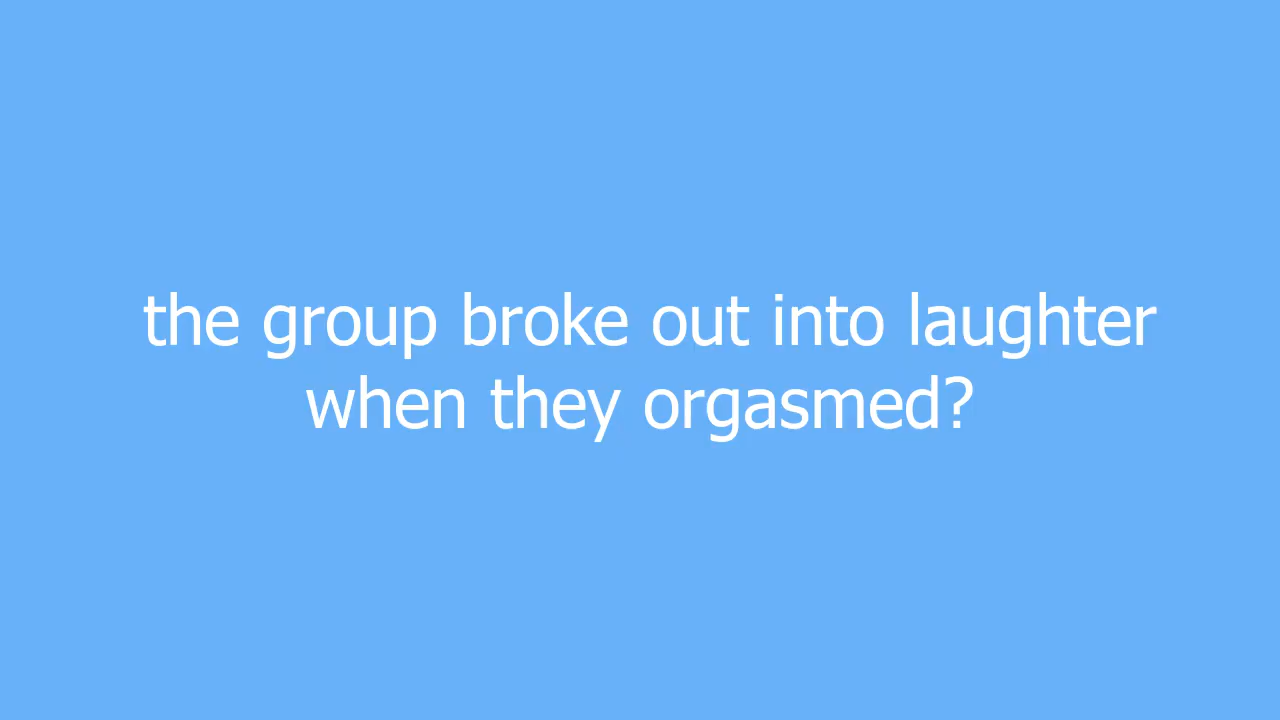 the group broke out into laughter
when they orgasmed?